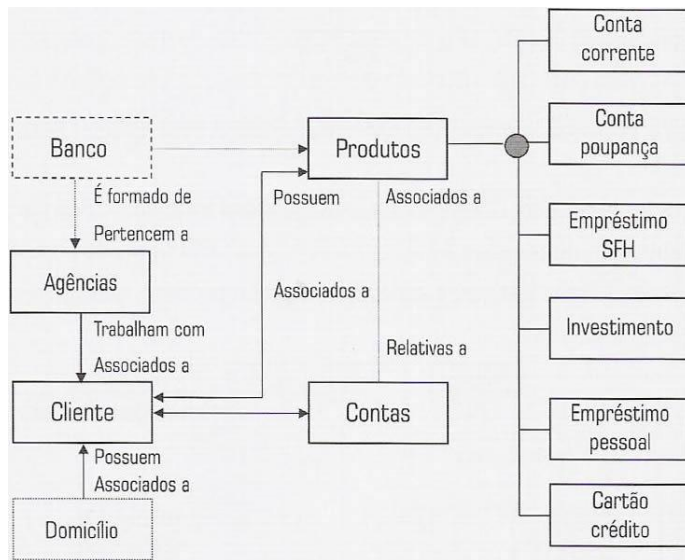 Banco
É formado de
Pertencem a
Agências
Trabalham com
Associados a
Cliente
Possuem
Associados a
Domicílio
Produtos
Possuem
Associados a
Associados a
Relativas a
Contas
Conta
corrente
Conta
poupança
Empréstimo
SFH
Investimento
Empréstimo
pessoal
Cartão
crédito